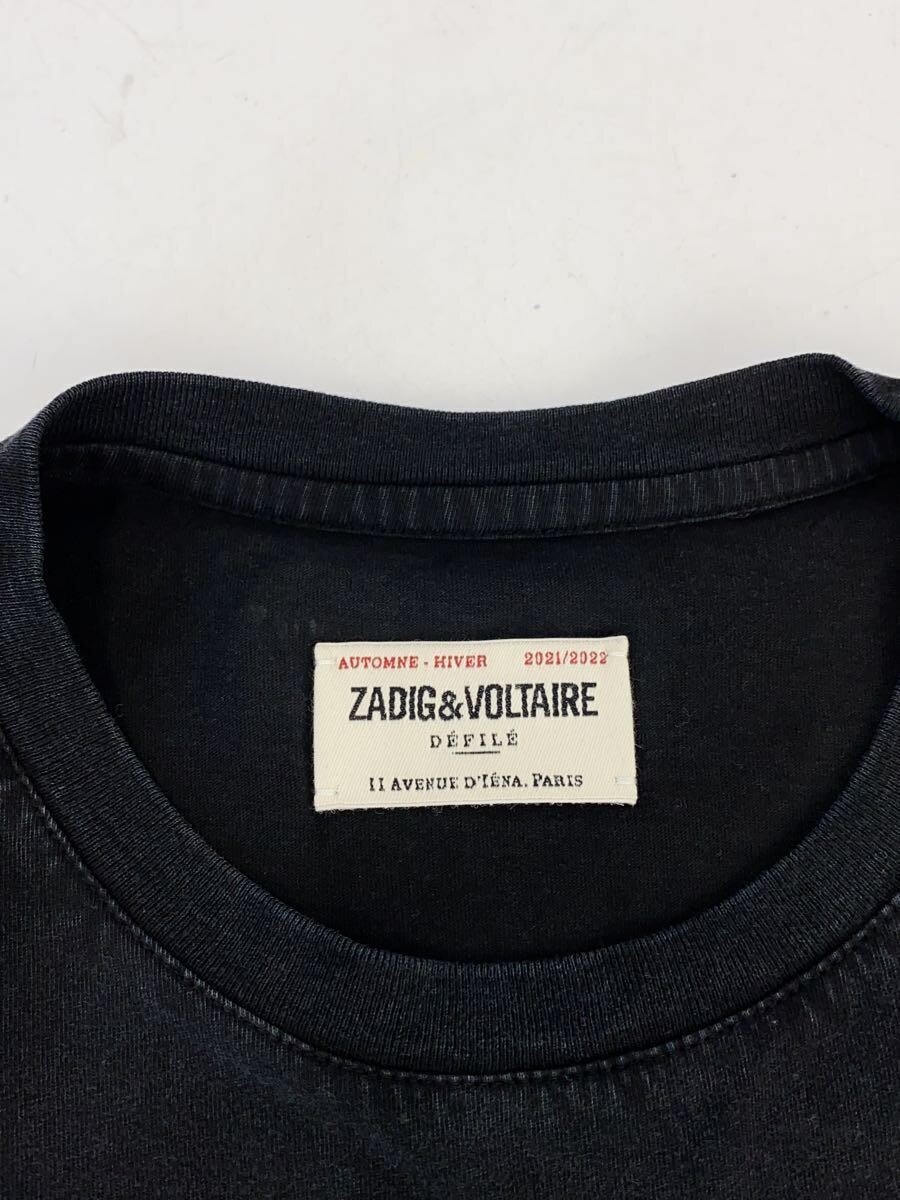 AUTOMNE - HIVER 2021/2022
ZADIG&VOLTAIRE
DÉFILÉ
11 AVENUE D'IÉNA. PARIS